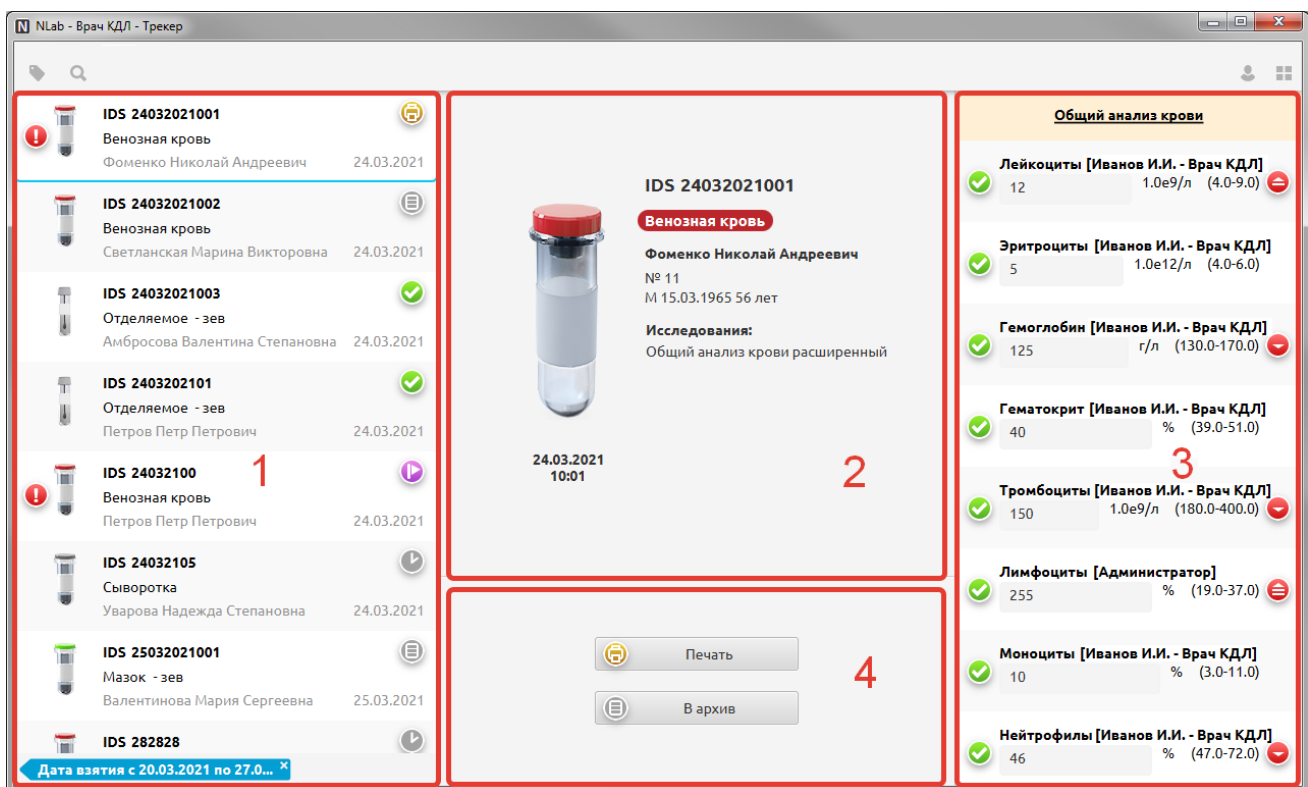 NLab - Врач КДЛ - Трекер
IDS 24032021001
Венозная кровь
Фоменко Николай Андреевич 24.03.2021
IDS 24032021002
Венозная кровь
Светланская Марина Викторовна 24.03.2021
IDS 24032021003
Отделяемое - зев
Амбросова Валентина Степановна 24.03.2021
IDS 2403202101
Отделяемое - зев
Петров Петр Петрович 24.03.2021
IDS 24032100
Венозная кровь
Петров Петр Петрович 24.03.2021
1
IDS 24032105
Сыворотка
Уварова Надежда Степановна 24.03.2021
IDS 25032021001
Мазок - зев
Валентинова Мария Сергеевна 25.03.2021
IDS 282828
Дата взятия с 20.03.2021 по 27.0... ×
IDS 24032021001
Венозная кровь
Фоменко Николай Андреевич
№ 11
М 15.03.1965 56 лет
Исследования:
Общий анализ крови расширенный
24.03.2021
10:01
2
Печать
В архив
4
Общий анализ крови
Лейкоциты [Иванов И.И. - Врач КДЛ]
12 1.0e9/л (4.0-9.0)
Эритроциты [Иванов И.И. - Врач КДЛ]
5 1.0e12/л (4.0-6.0)
Гемоглобин [Иванов И.И. - Врач КДЛ]
125 г/л (130.0-170.0)
Гематокрит [Иванов И.И. - Врач КДЛ]
40 % (39.0-51.0)
3
Тромбоциты [Иванов И.И. - Врач КДЛ]
150 1.0e9/л (180.0-400.0)
Лимфоциты [Администратор]
255 % (19.0-37.0)
Моноциты [Иванов И.И. - Врач КДЛ]
10 % (3.0-11.0)
Нейтрофилы [Иванов И.И. - Врач КДЛ]
46 % (47.0-72.0)